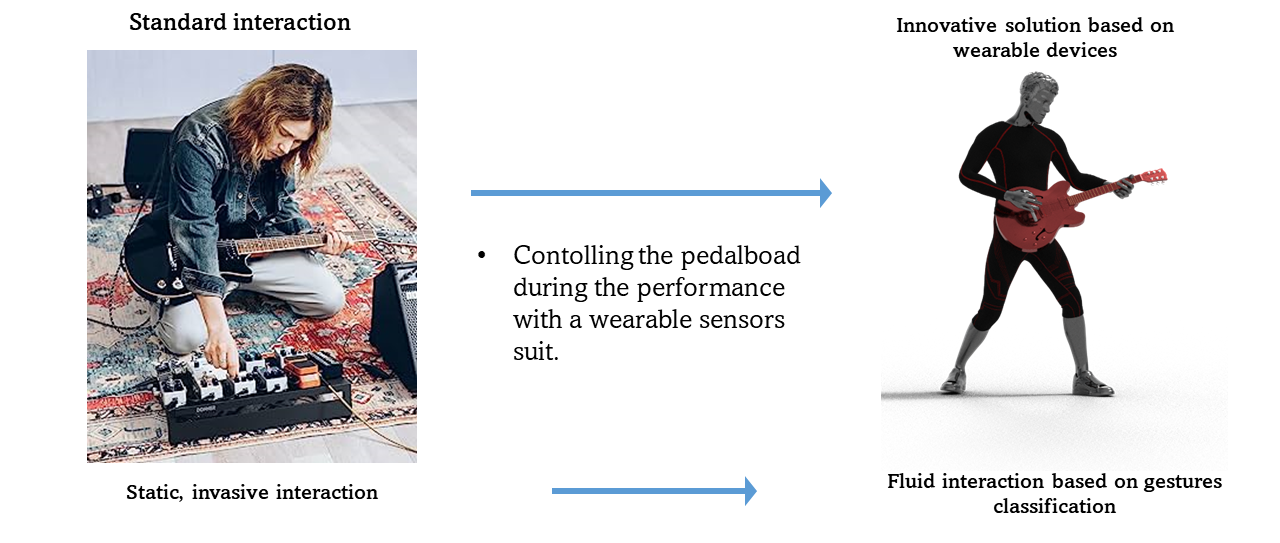 Standard interaction
Innovative solution based on
wearable devices
• Contolling the pedalboad
during the performance
with a wearable sensors
suit.
DONNER
Static, invasive interaction
Fluid interaction based on gestures
classification